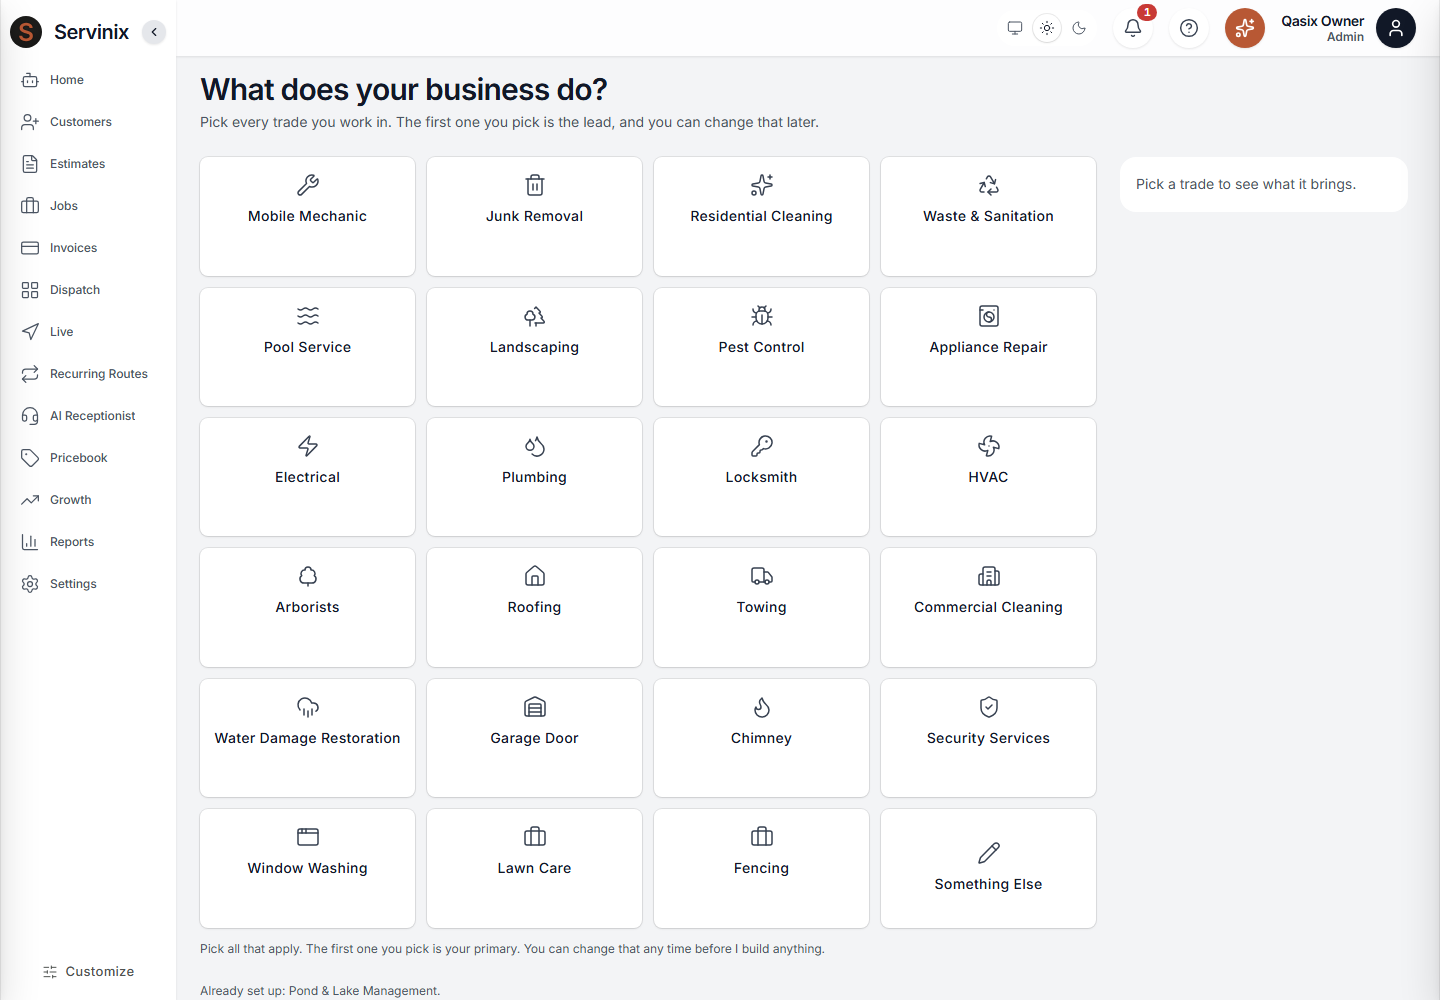 S Servinix
1
Qasix Owner
Admin
Home
Customers
Estimates
Jobs
Invoices
Dispatch
Live
Recurring Routes
AI Receptionist
Pricebook
Growth
Reports
Settings
Customize
What does your business do?
Pick every trade you work in. The first one you pick is the lead, and you can change that later.
Mobile Mechanic
Junk Removal
Residential Cleaning
Waste & Sanitation
Pool Service
Landscaping
Pest Control
Appliance Repair
Electrical
Plumbing
Locksmith
HVAC
Arborists
Roofing
Towing
Commercial Cleaning
Water Damage Restoration
Garage Door
Chimney
Security Services
Window Washing
Lawn Care
Fencing
Something Else
Pick all that apply. The first one you pick is your primary. You can change that any time before I build anything.
Already set up: Pond & Lake Management.
Pick a trade to see what it brings.